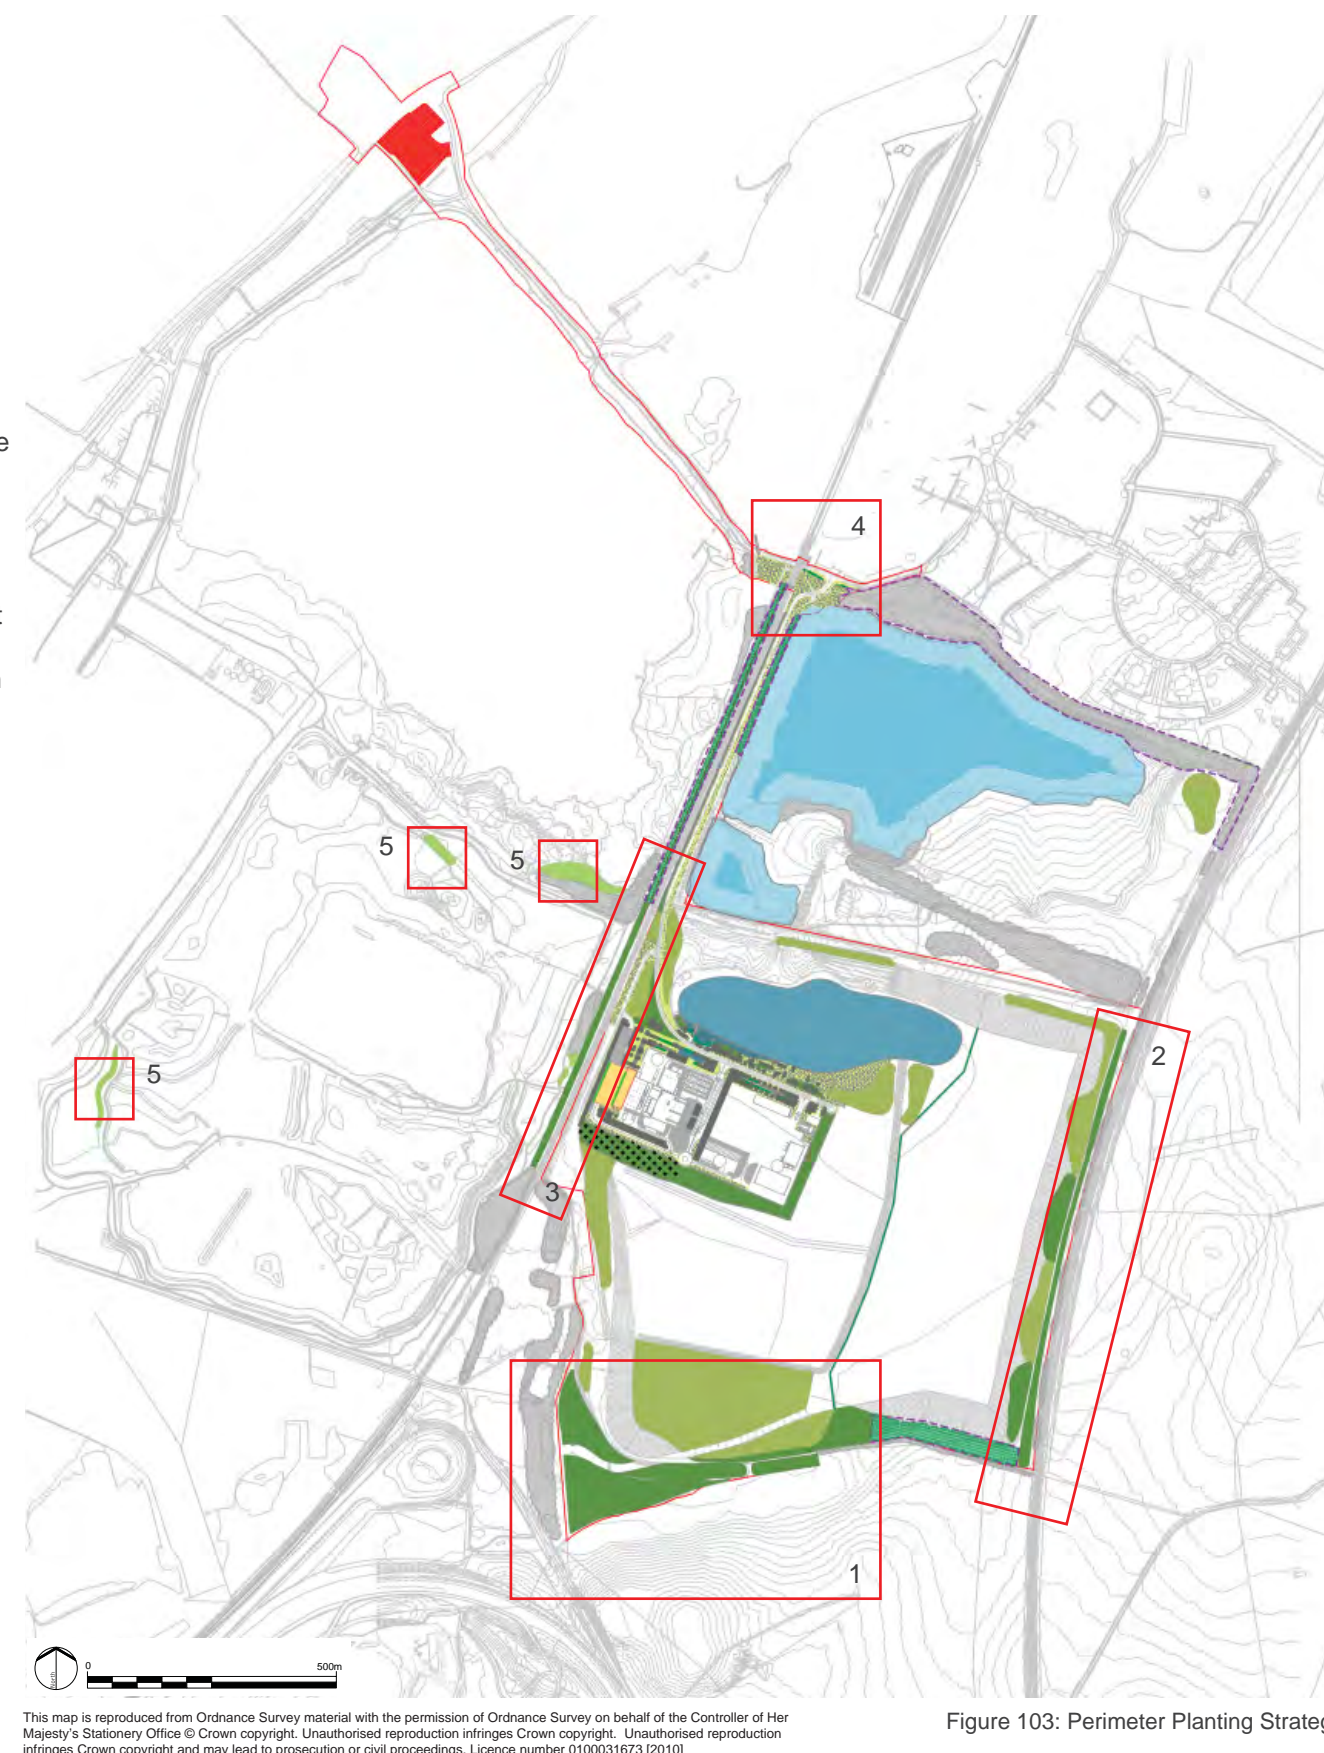 e
t
4
5
5
2
5
3
1
North
0
500m
This map is reproduced from Ordnance Survey material with the permission of Ordnance Survey on behalf of the Controller of Her
Majesty's Stationery Office © Crown copyright. Unauthorised reproduction infringes Crown copyright. Unauthorised reproduction
infringes Crown copyright and may lead to prosecution or civil proceedings. Licence number 0100031673 [2010]
Figure 103: Perimeter Planting Strateg